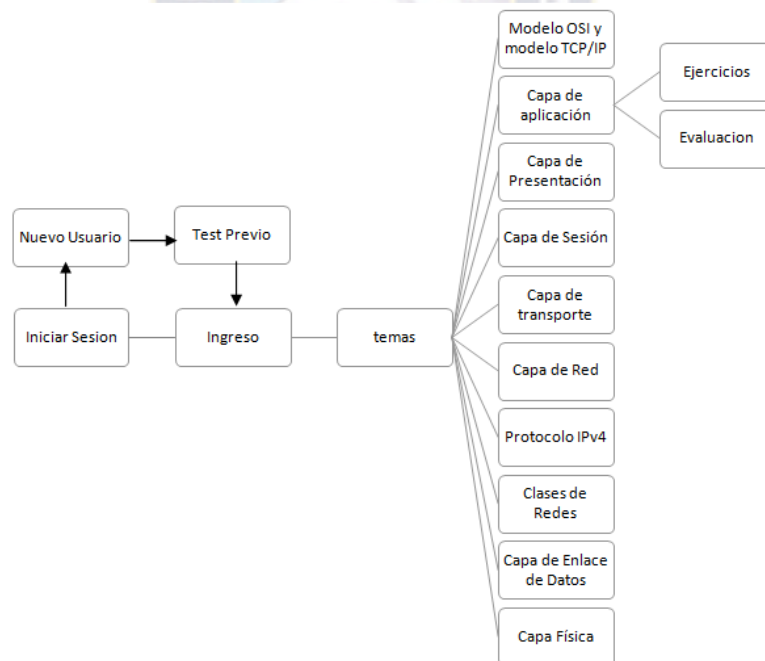 Modelo OSI y
modelo TCP/IP
Ejercicios
Capa de
aplicación
Evaluacion
Capa de
Presentación
Nuevo Usuario
Test Previo
Capa de Sesión
Iniciar Sesion
Ingreso
temas
Capa de
transporte
Capa de Red
Protocolo IPv4
Clases de
Redes
Capa de Enlace
de Datos
Capa Física